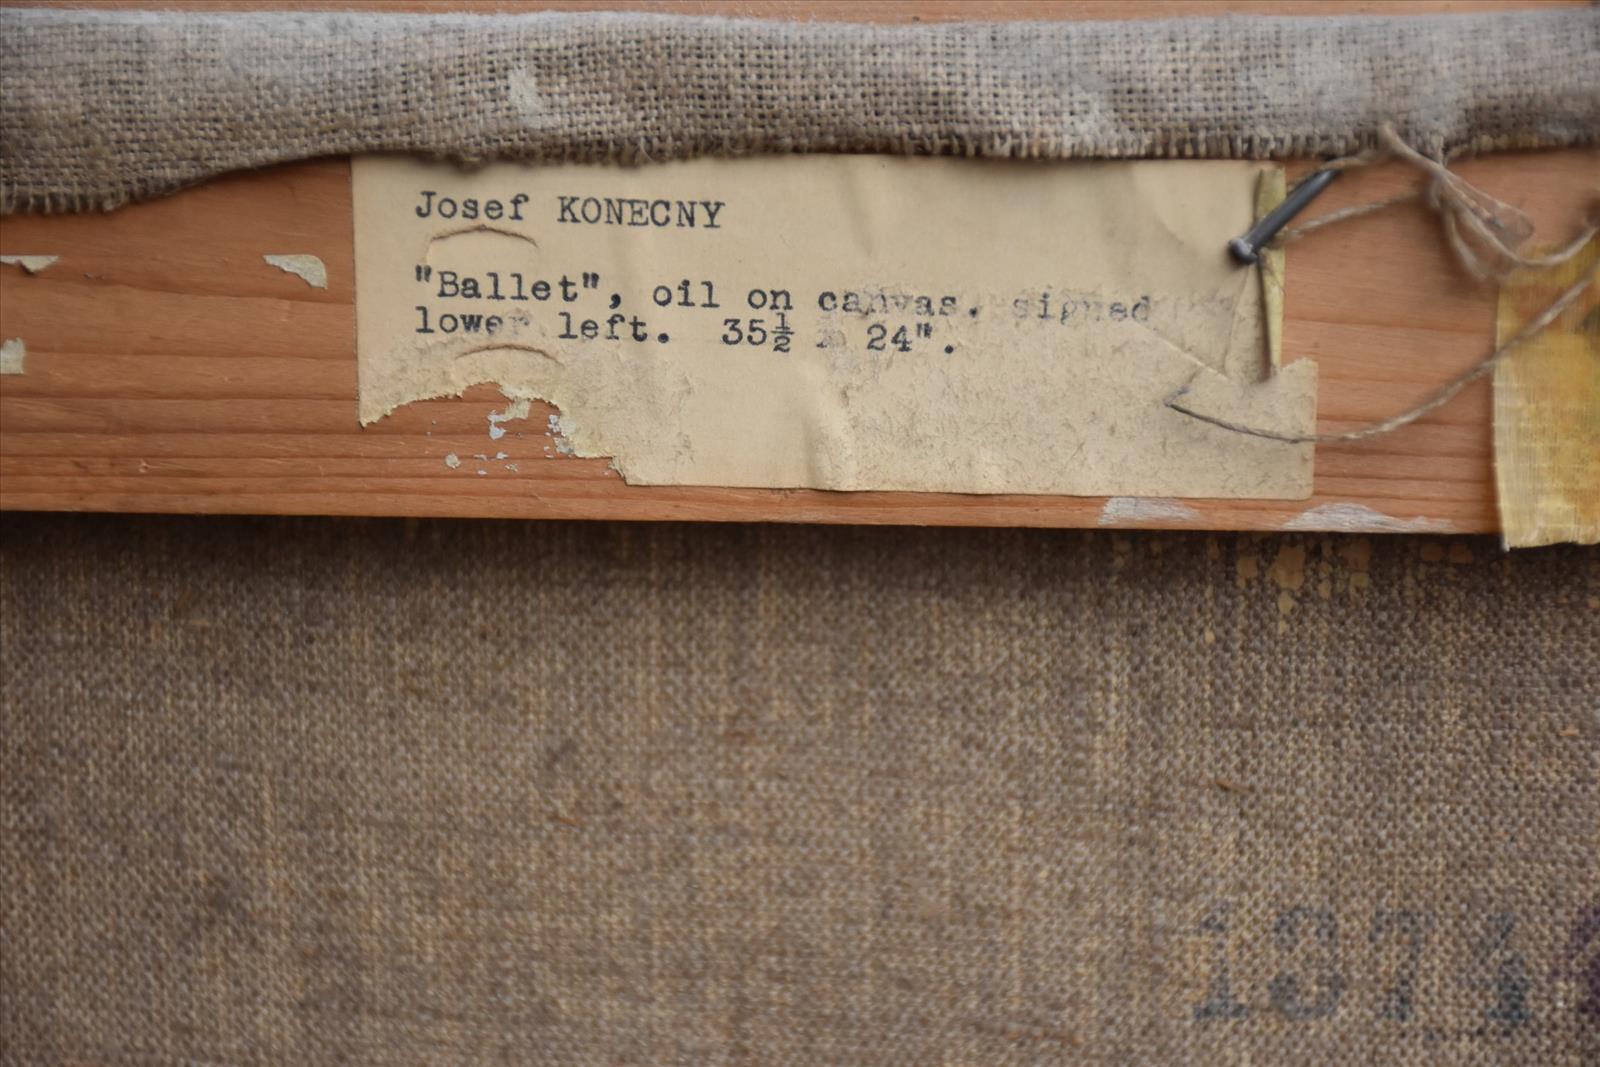 Josef KONECNY
"Ballet", oil on canvas. signed
lower left. 35½ x 24".